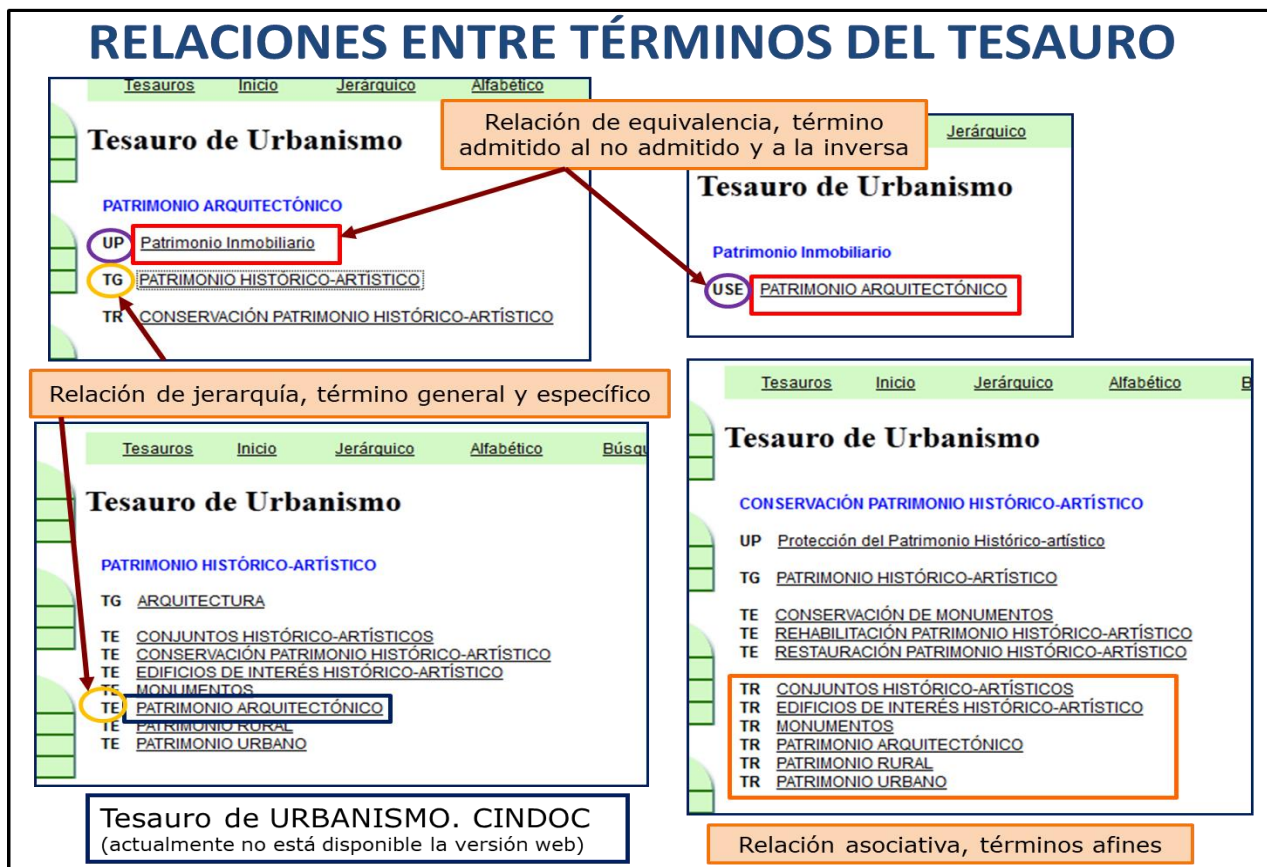 RELACIONES ENTRE TÉRMINOS DEL TESAURO
Tesauros Inicio Jerárquico Alfabético
Tesauro de Urbanismo
PATRIMONIO ARQUITECTÓNICO
UP Patrimonio Inmobiliario
TG PATRIMONIO HISTÓRICO-ARTÍSTICO
TR CONSERVACIÓN PATRIMONIO HISTÓRICO-ARTÍSTICO
Relación de equivalencia, término
admitido al no admitido y a la inversa
Jerárquico
Tesauro de Urbanismo
Patrimonio Inmobiliario
USE PATRIMONIO ARQUITECTÓNICO
Relación de jerarquía, término general y específico
Tesauros Inicio Jerárquico Alfabético Búsqu
Tesauro de Urbanismo
PATRIMONIO HISTÓRICO-ARTÍSTICO
TG ARQUITECTURA
TE CONJUNTOS HISTÓRICO-ARTÍSTICOS
TE CONSERVACIÓN PATRIMONIO HISTÓRICO-ARTÍSTICO
TE EDIFICIOS DE INTERÉS HISTÓRICO-ARTÍSTICO
TE MONUMENTOS
TE PATRIMONIO ARQUITECTÓNICO
TE PATRIMONIO RURAL
TE PATRIMONIO URBANO
Tesauro de URBANISMO. CINDOC
(actualmente no está disponible la versión web)
Tesauros Inicio Jerárquico Alfabético B
Tesauro de Urbanismo
CONSERVACIÓN PATRIMONIO HISTÓRICO-ARTÍSTICO
UP Protección del Patrimonio Histórico-artístico
TG PATRIMONIO HISTÓRICO-ARTÍSTICO
TE CONSERVACIÓN DE MONUMENTOS
TE REHABILITACIÓN PATRIMONIO HISTÓRICO-ARTÍSTICO
TE RESTAURACIÓN PATRIMONIO HISTÓRICO-ARTÍSTICO
TR CONJUNTOS HISTÓRICO-ARTÍSTICOS
TR EDIFICIOS DE INTERÉS HISTÓRICO-ARTÍSTICO
TR MONUMENTOS
TR PATRIMONIO ARQUITECTÓNICO
TR PATRIMONIO RURAL
TR PATRIMONIO URBANO
Relación asociativa, términos afines